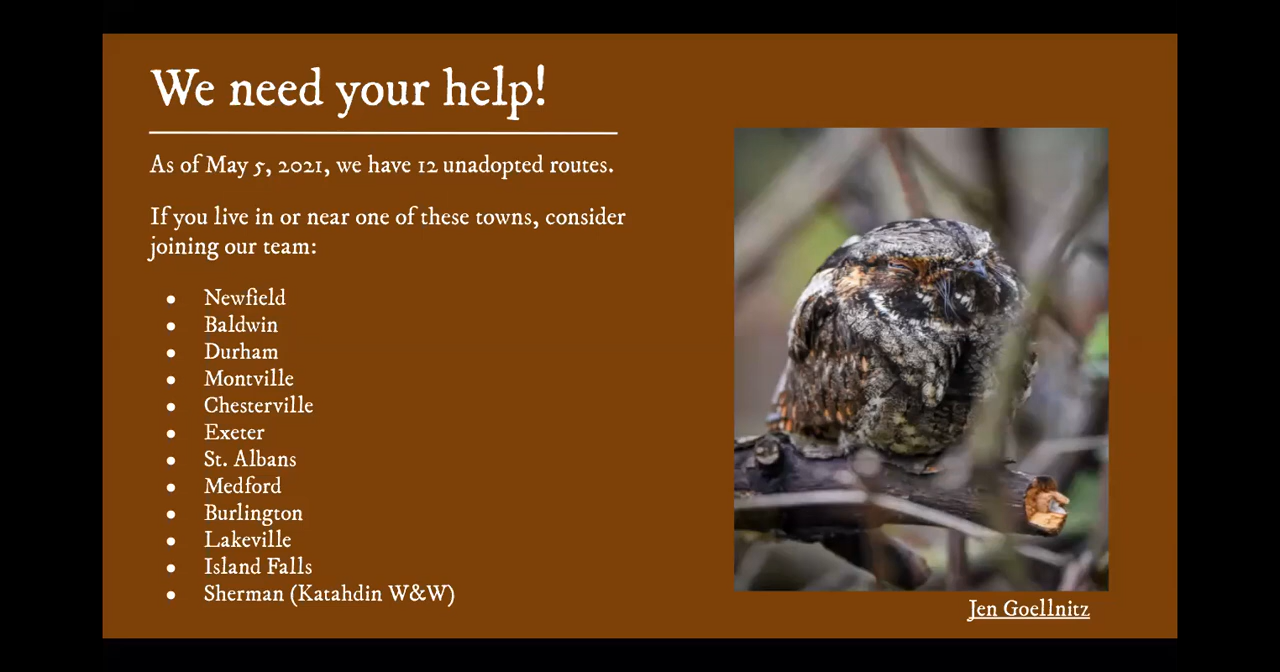 We need your help!
As of May 5, 2021, we have 12 unadopted routes.
If you live in or near one of these towns, consider
joining our team:
● Newfield
● Baldwin
● Durham
● Montville
● Chesterville
● Exeter
● St. Albans
● Medford
● Burlington
● Lakeville
● Island Falls
● Sherman (Katahdin W&W)
Jen Goellnitz